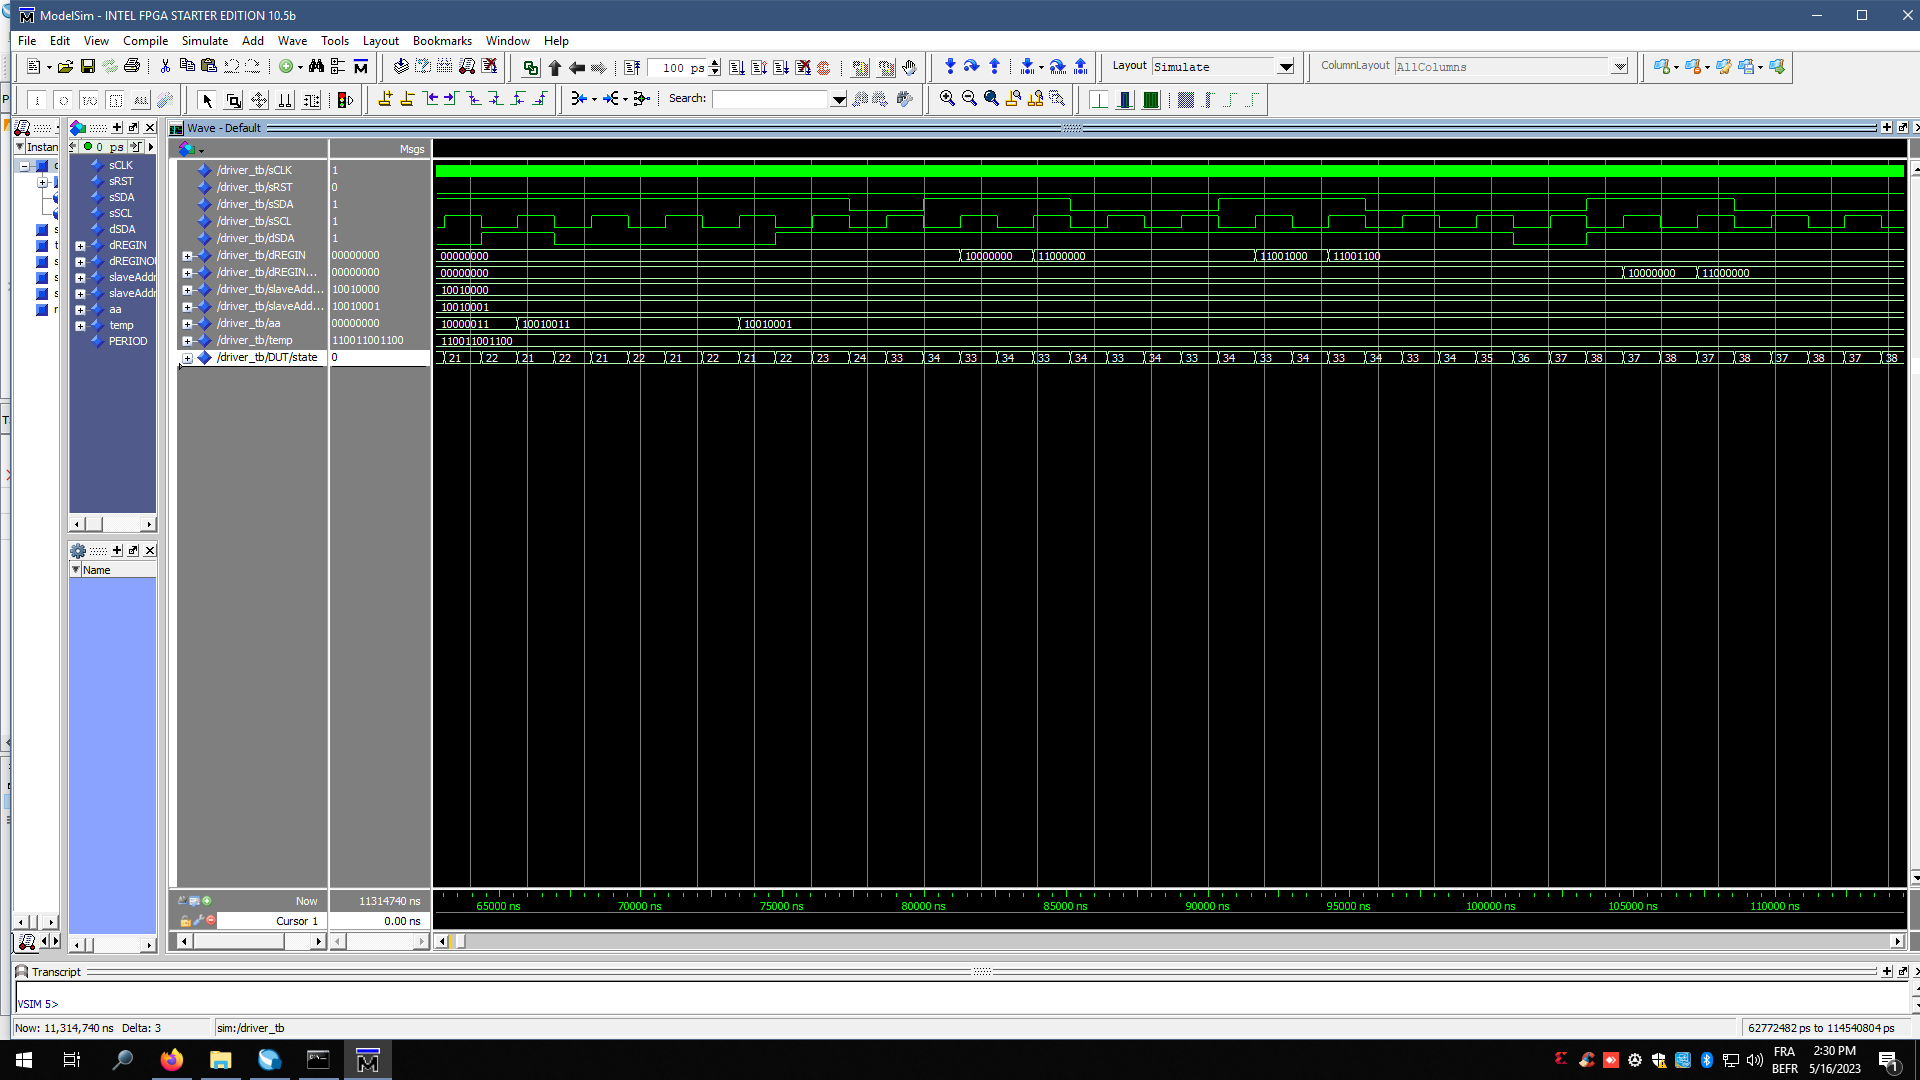 ModelSim - INTEL FPGA STARTER EDITION 10.5b
File Edit View Compile Simulate Add Wave Tools Layout Bookmarks Window Help
100 ps
Layout Simulate
ColumnLayout AllColumns
Search:
Wave - Default
Instan
0 ps
Msgs
sCLK
sRST
sSDA
sSCL
dSDA
dREGIN
dREGINO
slaveAddr
slaveAddr
aa
temp
PERIOD
Name
/driver_tb/sCLK 1
/driver_tb/sRST 0
/driver_tb/sSDA 1
/driver_tb/sSCL 1
/driver_tb/dSDA 1
/driver_tb/dREGIN 00000000 00000000 10000000 11000000 11001000 11001100
/driver_tb/dREGIN... 00000000 00000000 10000000 11000000
/driver_tb/slaveAdd... 10010000 10010000
/driver_tb/slaveAdd... 10010001 10010001
/driver_tb/aa 00000000 10000011 10010011 10010001
/driver_tb/temp 110011001100 110011001100
/driver_tb/DUT/state 0 21 22 21 22 21 22 21 22 21 22 23 24 33 34 33 34 33 34 33 34 33 34 33 34 33 34 33 34 35 36 37 38 37 38 37 38 37 38 37 38
Now 11314740 ns
65000 ns 70000 ns 75000 ns 80000 ns 85000 ns 90000 ns 95000 ns 100000 ns 105000 ns 110000 ns
Cursor 1 0.00 ns
Transcript
VSIM 5>
Now: 11,314,740 ns Delta: 3 sim:/driver_tb 62772482 ps to 114540804 ps
FRA
BEFR
2:30 PM
5/16/2023
1